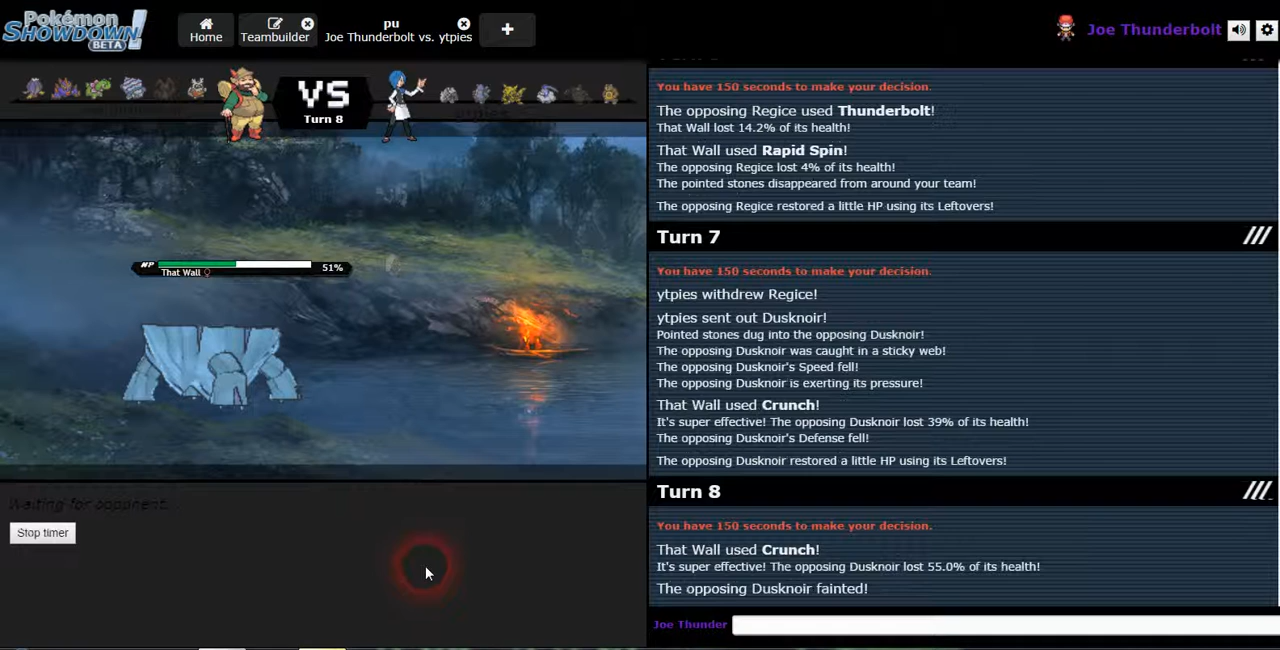 Pokémon
SHOWDOWN!
BETA
Home
Teambuilder
pu
Joe Thunderbolt vs. ytpies
+
Joe Thunderbolt
VS
Turn 8
You have 150 seconds to make your decision.
The opposing Regice used Thunderbolt!
That Wall lost 14.2% of its health!
That Wall used Rapid Spin!
The opposing Regice lost 4% of its health!
The pointed stones disappeared from around your team!
The opposing Regice restored a little HP using its Leftovers!
Turn 7
You have 150 seconds to make your decision.
ytpies withdrew Regice!
ytpies sent out Dusknoir!
Pointed stones dug into the opposing Dusknoir!
The opposing Dusknoir was caught in a sticky web!
The opposing Dusknoir's Speed fell!
The opposing Dusknoir is exerting its pressure!
That Wall used Crunch!
It's super effective! The opposing Dusknoir lost 39% of its health!
The opposing Dusknoir's Defense fell!
The opposing Dusknoir restored a little HP using its Leftovers!
Turn 8
You have 150 seconds to make your decision.
That Wall used Crunch!
It's super effective! The opposing Dusknoir lost 55.0% of its health!
The opposing Dusknoir fainted!
Joe Thunder
HP
51%
That Wall ♀
Waiting for opponent.
Stop timer